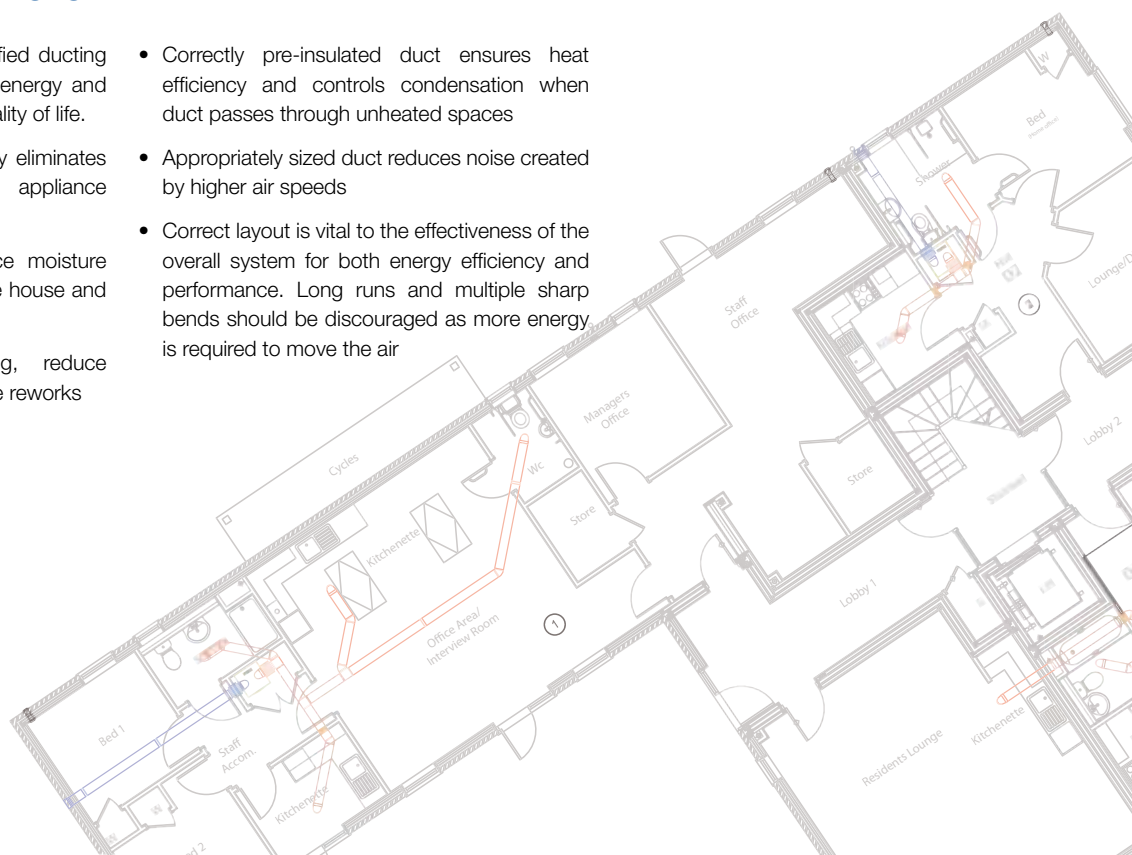 fied ducting
energy and
ality of life.
y eliminates
appliance
ce moisture
e house and
g, reduce
e reworks
• Correctly pre-insulated duct ensures heat
efficiency and controls condensation when
duct passes through unheated spaces
• Appropriately sized duct reduces noise created
by higher air speeds
• Correct layout is vital to the effectiveness of the
overall system for both energy efficiency and
performance. Long runs and multiple sharp
bends should be discouraged as more energy
is required to move the air
W
Bed
Shower
Lounge/D
2
Staff
Office
Managers
Office
Lobby 2
Cycles
Wc
Store
Store
Kitchenette
Lobby 1
Office Area/
Interview Room
1
Bed 1
Staff
Accom.
Kitchenette
Residents Lounge
Kitchenette
W
W
d 2